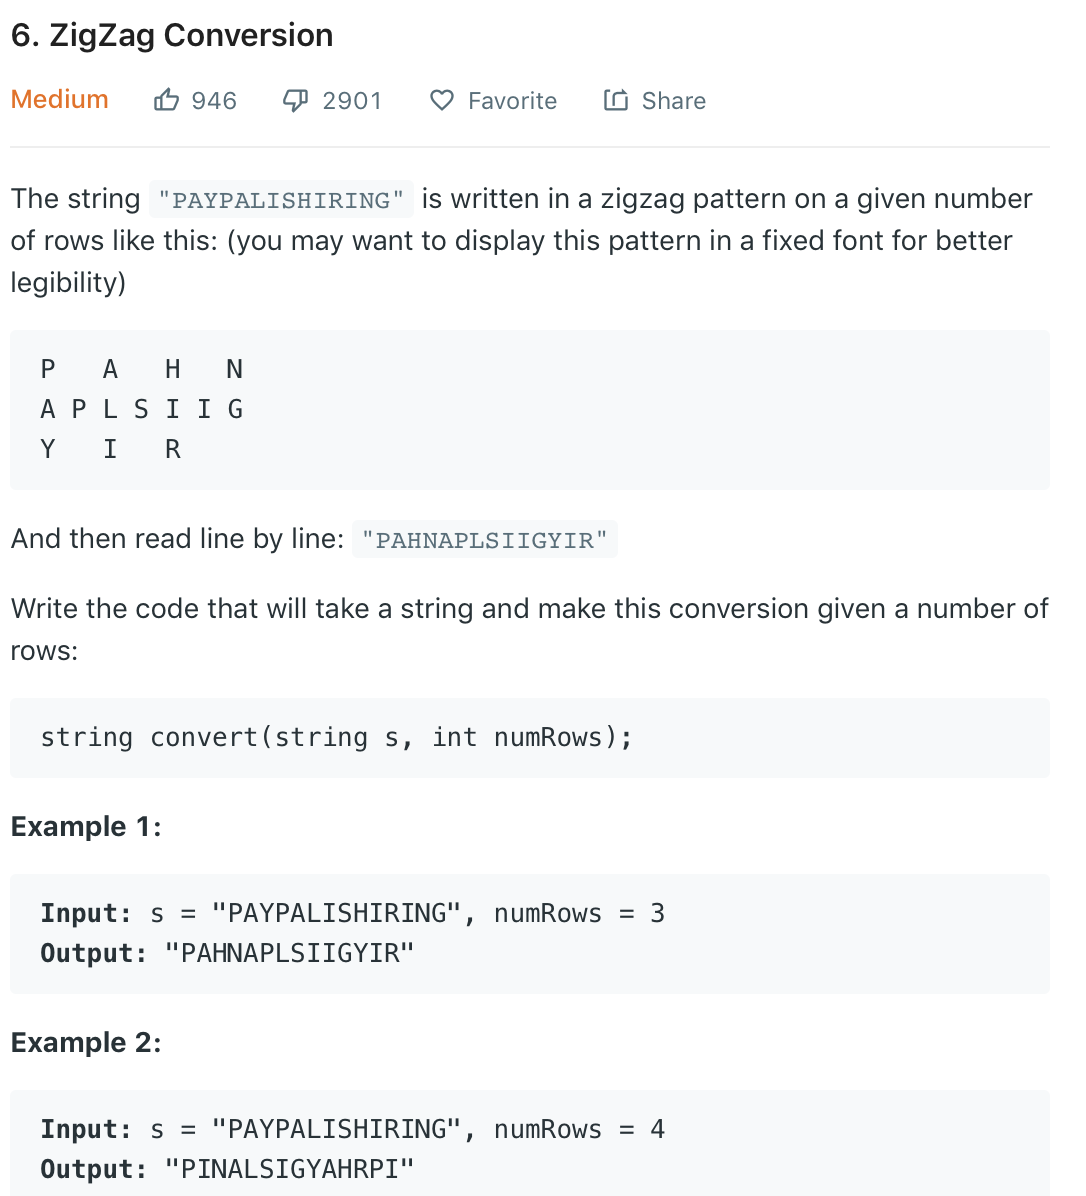 6. ZigZag Conversion
Medium 946 2901 Favorite Share
The string "PAYPALISHIRING" is written in a zigzag pattern on a given number
of rows like this: (you may want to display this pattern in a fixed font for better
legibility)
P   A   H   N
A P L S I I G
Y   I   R
And then read line by line: "PAHNAPLSIIGYIR"
Write the code that will take a string and make this conversion given a number of
rows:
string convert(string s, int numRows);
Example 1:
Input: s = "PAYPALISHIRING", numRows = 3
Output: "PAHNAPLSIIGYIR"
Example 2:
Input: s = "PAYPALISHIRING", numRows = 4
Output: "PINALSIGYAHRPI"